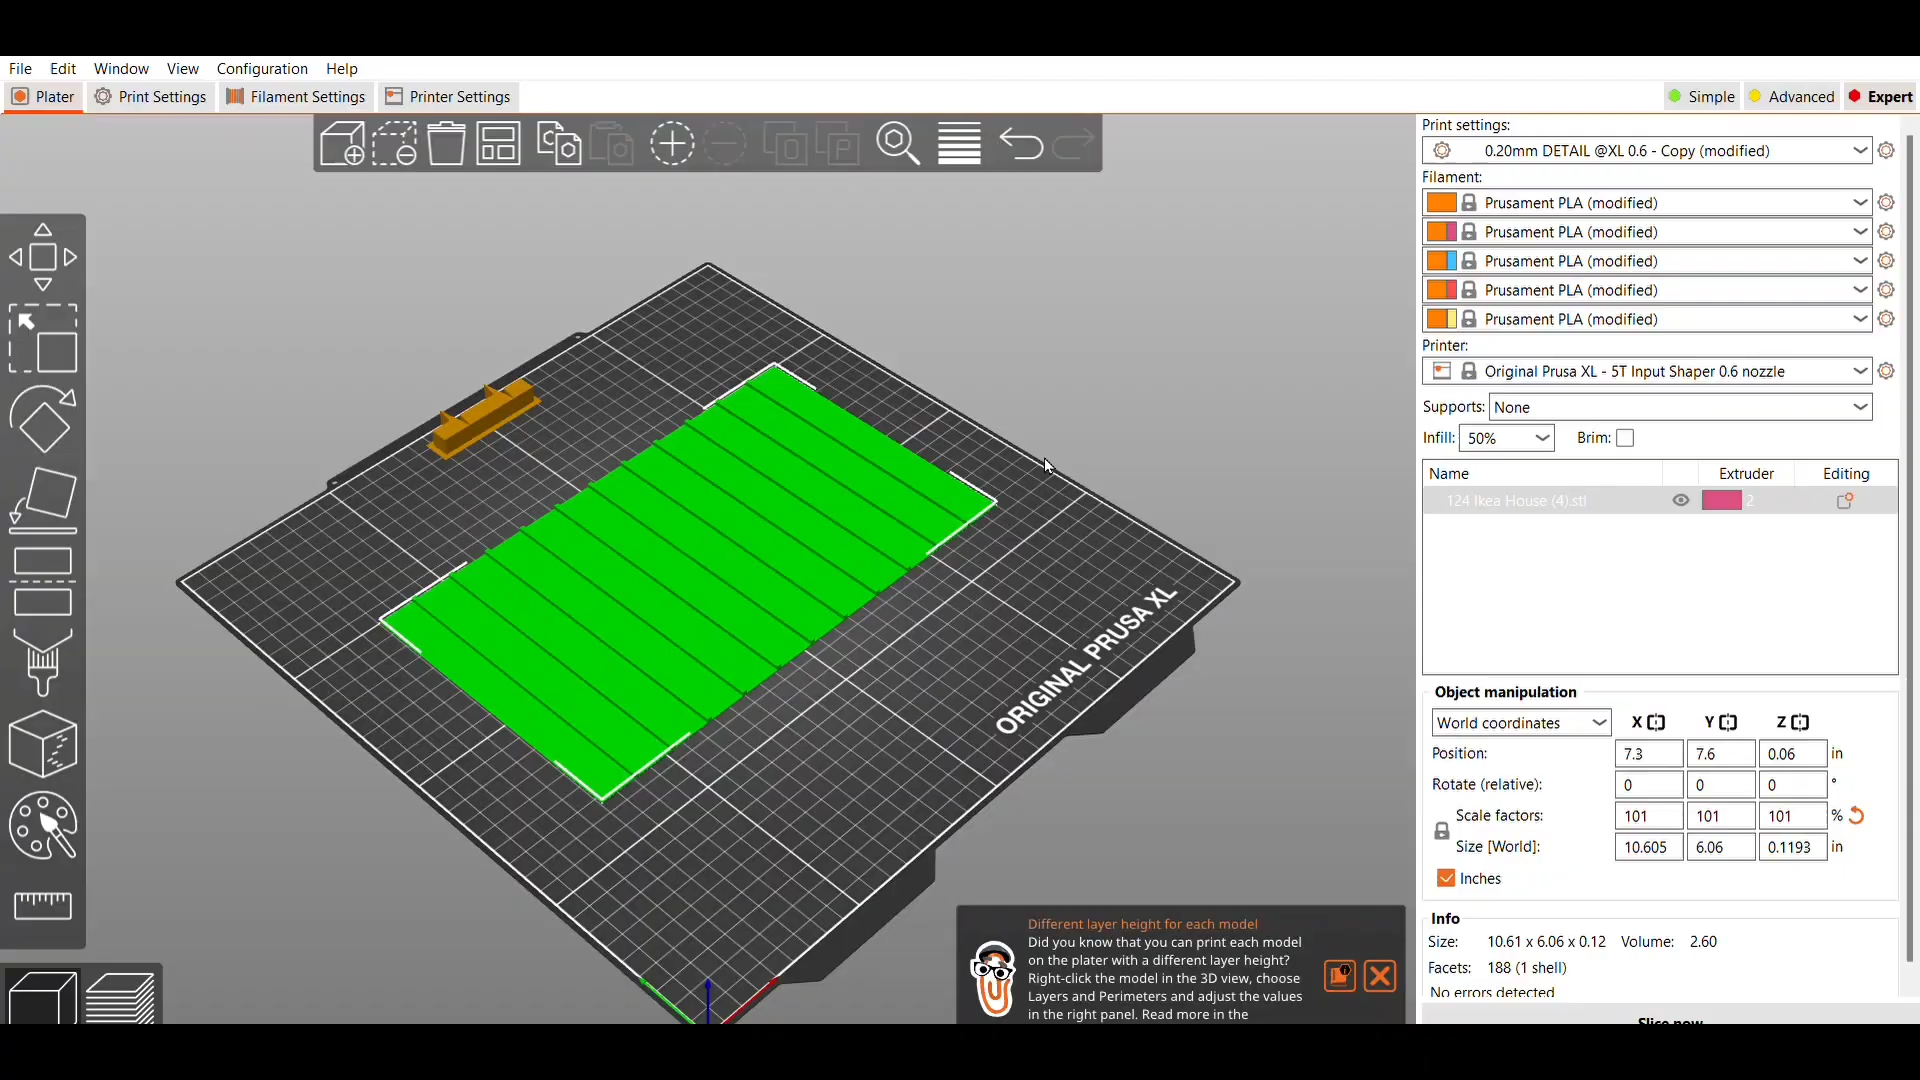 File Edit Window View Configuration Help
Plater Print Settings Filament Settings Printer Settings Simple Advanced Expert
Print settings:
0.20mm DETAIL @XL 0.6 - Copy (modified)
Filament:
Prusament PLA (modified)
Prusament PLA (modified)
Prusament PLA (modified)
Prusament PLA (modified)
Prusament PLA (modified)
Printer:
Original Prusa XL - 5T Input Shaper 0.6 nozzle
Supports: None
Infill: 50% Brim:
Name Extruder Editing
124 Ikea House (4).stl 2
ORIGINAL PRUSA XL
Object manipulation
World coordinates X Y Z
Position: 7.3 7.6 0.06 in
Rotate (relative): 0 0 0 °
Scale factors: 101 101 101 %
Size [World]: 10.605 6.06 0.1193 in
Inches
Info
Size: 10.61 x 6.06 x 0.12 Volume: 2.60
Facets: 188 (1 shell)
No errors detected
Slice now
Different layer height for each model
Did you know that you can print each model
on the plater with a different layer height?
Right-click the model in the 3D view, choose
Layers and Perimeters and adjust the values
in the right panel. Read more in the